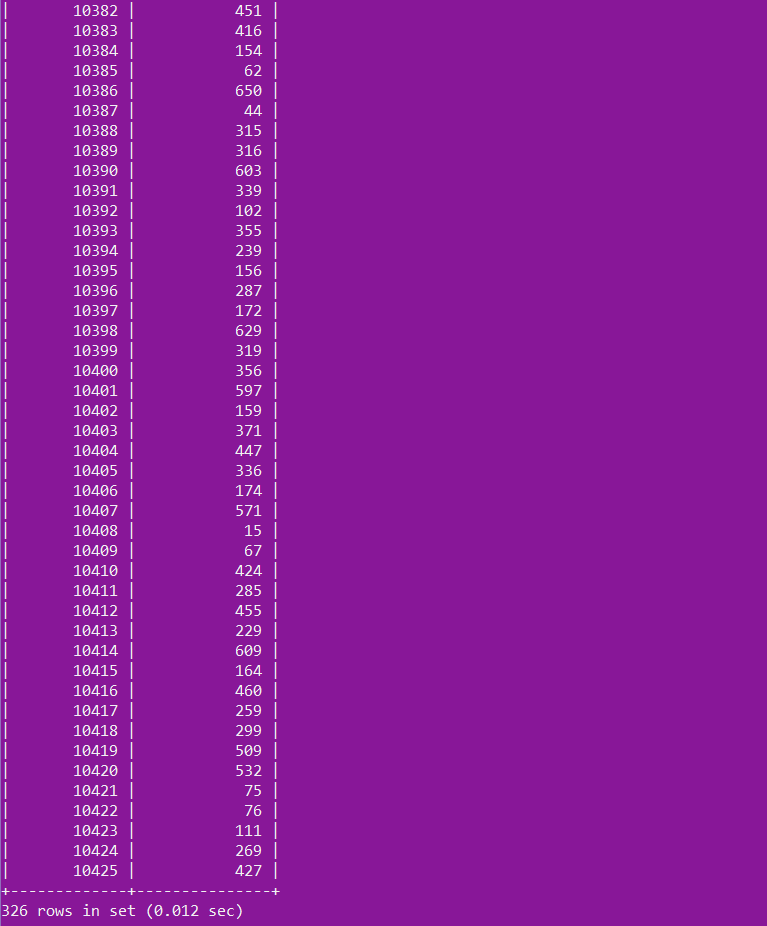 |       10382 |           451 |
|       10383 |           416 |
|       10384 |           154 |
|       10385 |            62 |
|       10386 |           650 |
|       10387 |            44 |
|       10388 |           315 |
|       10389 |           316 |
|       10390 |           603 |
|       10391 |           339 |
|       10392 |           102 |
|       10393 |           355 |
|       10394 |           239 |
|       10395 |           156 |
|       10396 |           287 |
|       10397 |           172 |
|       10398 |           629 |
|       10399 |           319 |
|       10400 |           356 |
|       10401 |           597 |
|       10402 |           159 |
|       10403 |           371 |
|       10404 |           447 |
|       10405 |           336 |
|       10406 |           174 |
|       10407 |           571 |
|       10408 |            15 |
|       10409 |            67 |
|       10410 |           424 |
|       10411 |           285 |
|       10412 |           455 |
|       10413 |           229 |
|       10414 |           609 |
|       10415 |           164 |
|       10416 |           460 |
|       10417 |           259 |
|       10418 |           299 |
|       10419 |           509 |
|       10420 |           532 |
|       10421 |            75 |
|       10422 |            76 |
|       10423 |           111 |
|       10424 |           269 |
|       10425 |           427 |
+-------------+---------------+
326 rows in set (0.012 sec)